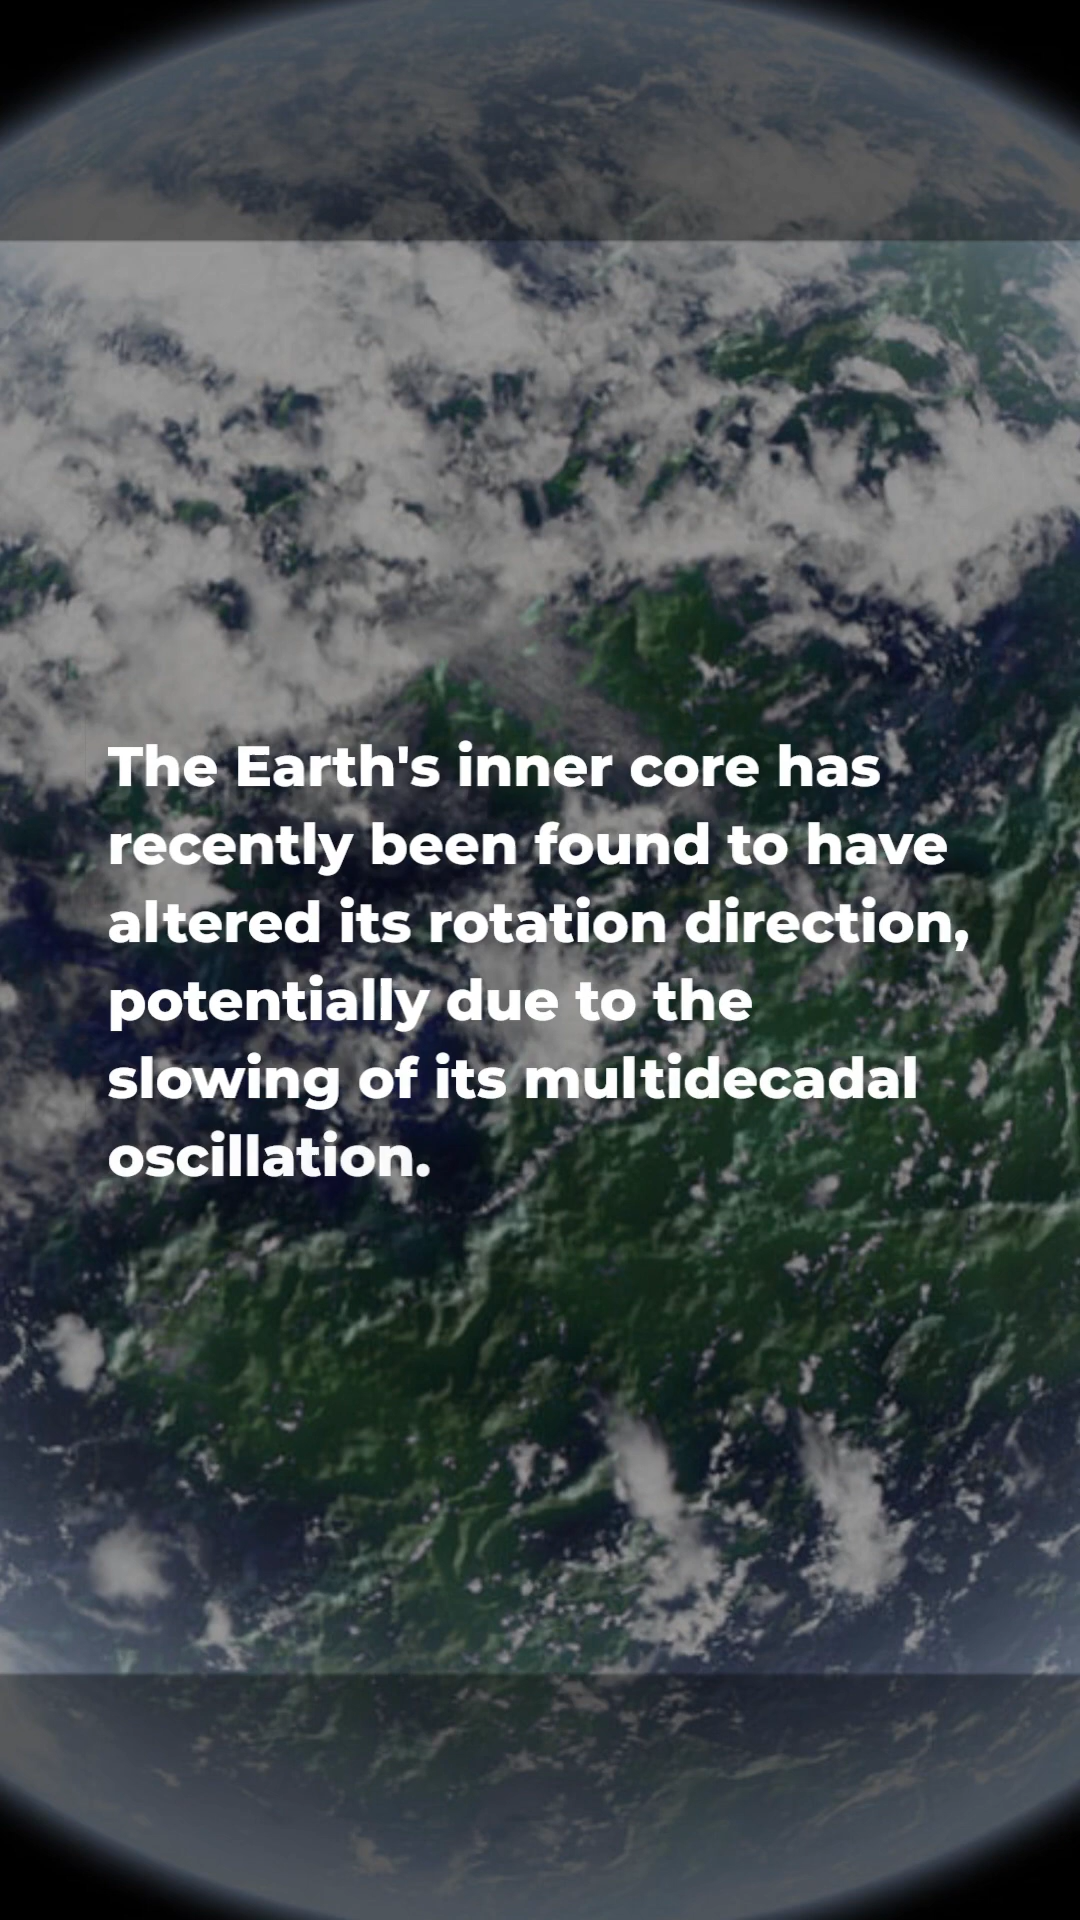 The Earth's inner core has
recently been found to have
altered its rotation direction,
potentially due to the
slowing of its multidecadal
oscillation.